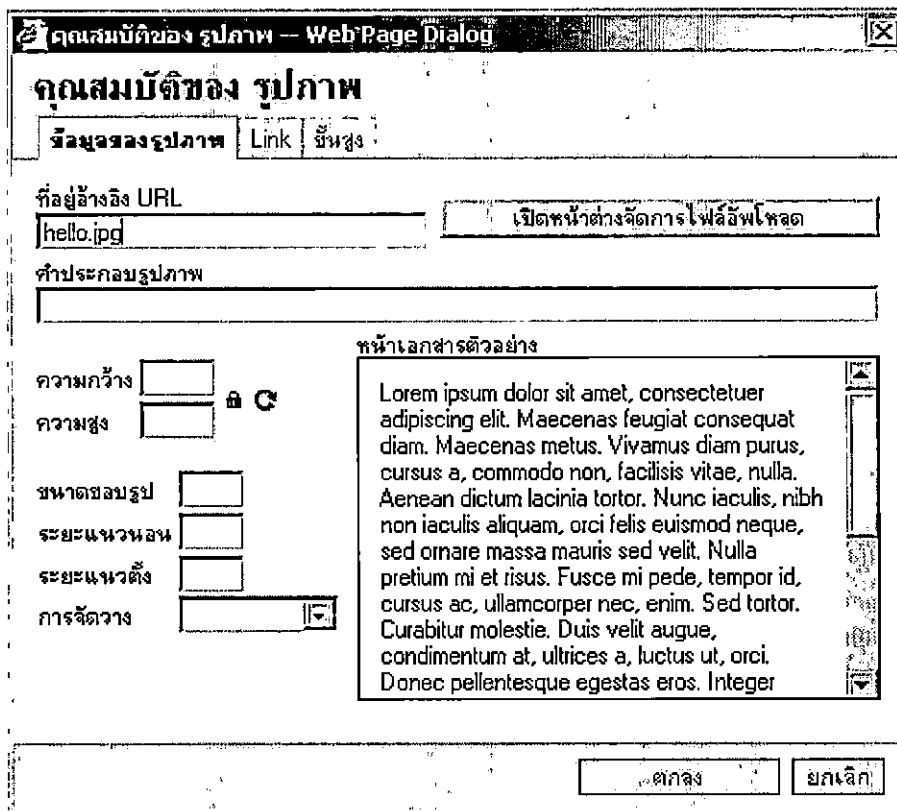 คุณสมบัติของ รูปภาพ -- Web Page Dialog
คุณสมบัติของ รูปภาพ
ข้อมูลของรูปภาพ Link ขั้นสูง
ที่อยู่อ้างอิง URL
hello.jpg
เปิดหน้าต่างจัดการไฟล์อัพโหลด
คำประกอบรูปภาพ
ความกว้าง
ความสูง
ขนาดขอบรูป
ระยะแนวนอน
ระยะแนวตั้ง
การจัดวาง
หน้าเอกสารตัวอย่าง
Lorem ipsum dolor sit amet, consectetuer
adipiscing elit. Maecenas feugiat consequat
diam. Maecenas metus. Vivamus diam purus,
cursus a, commodo non, facilisis vitae, nulla.
Aenean dictum lacinia tortor. Nunc iaculis, nibh
non iaculis aliquam, orci felis euismod neque,
sed ornare massa mauris sed velit. Nulla
pretium mi et risus. Fusce mi pede, tempor id,
cursus ac, ullamcorper nec, enim. Sed tortor.
Curabitur molestie. Duis velit augue,
condimentum at, ultrices a, luctus ut, orci.
Donec pellentesque egestas eros. Integer
ตกลง ยกเลิก